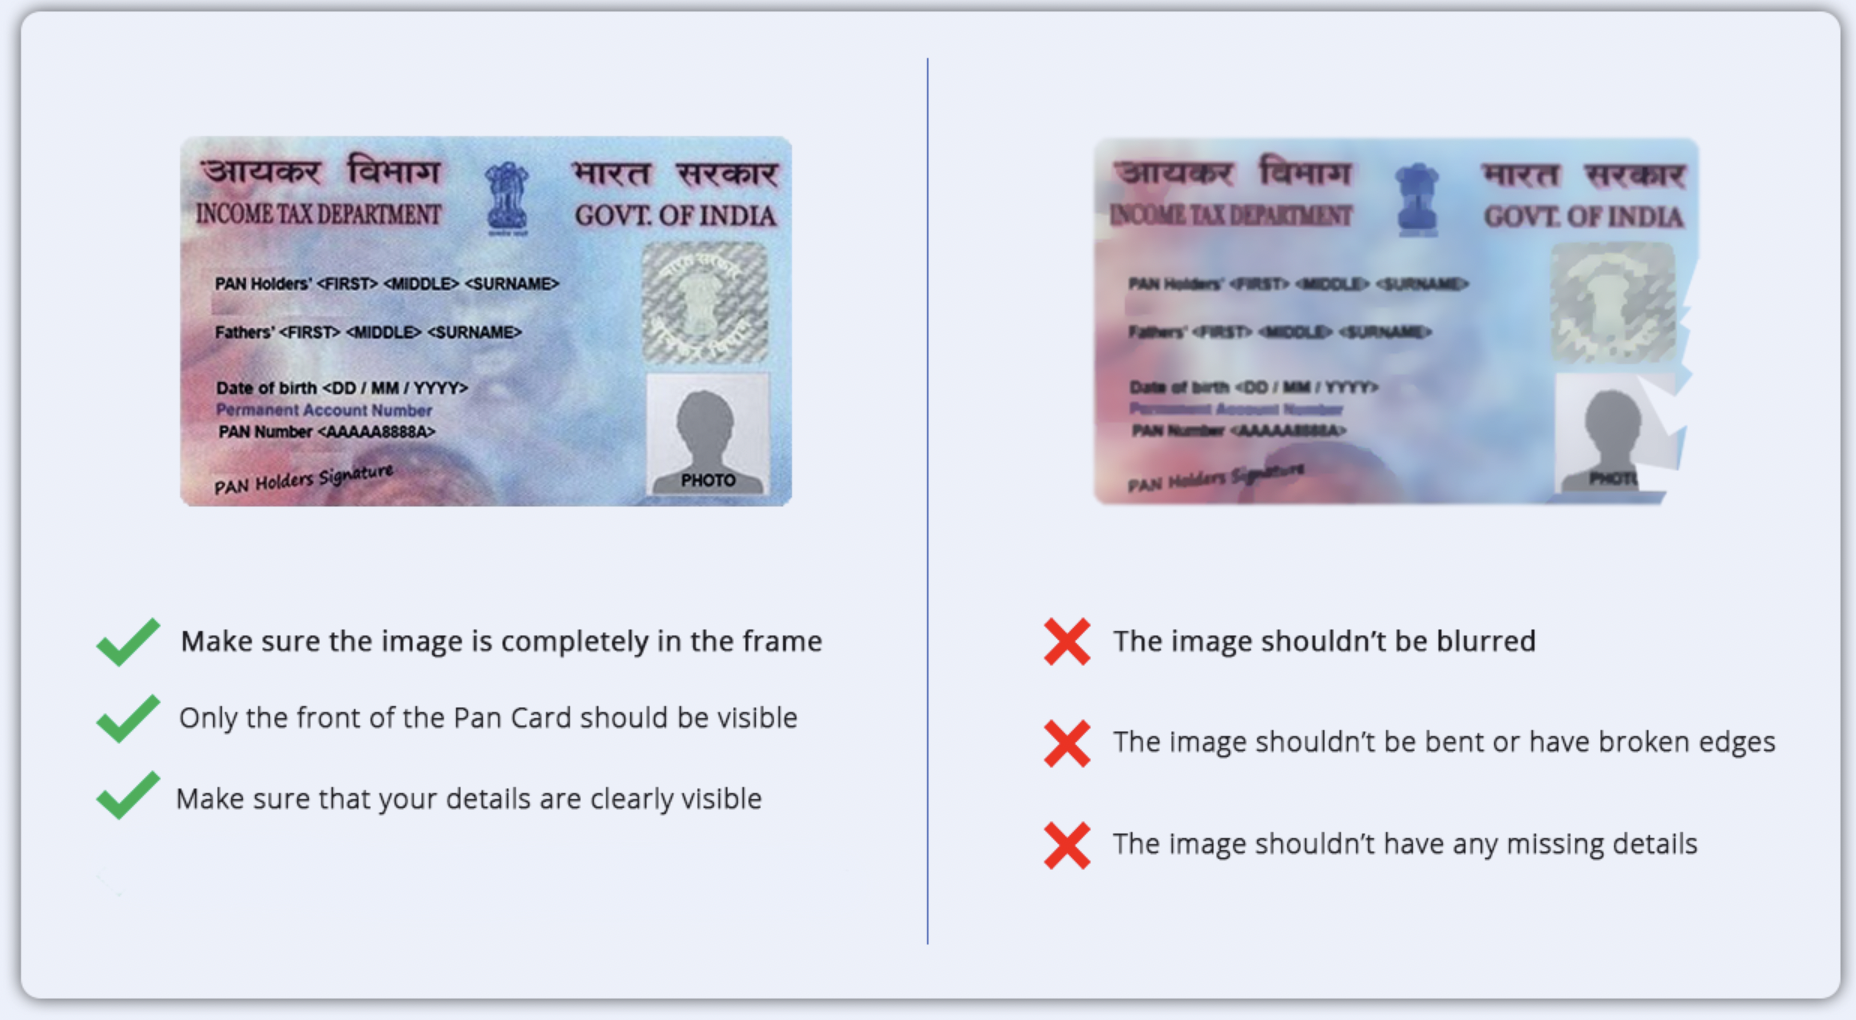 आयकर विभाग
INCOME TAX DEPARTMENT
भारत सरकार
GOVT. OF INDIA
PAN Holders' <FIRST> <MIDDLE> <SURNAME>
Fathers' <FIRST> <MIDDLE> <SURNAME>
Date of birth <DD / MM / YYYY>
Permanent Account Number
PAN Number <AAAAA8888A>
PAN Holders Signature
भारत सरकार
आयकर विभाग
PHOTO
Make sure the image is completely in the frame
Only the front of the Pan Card should be visible
Make sure that your details are clearly visible
आयकर विभाग
INCOME TAX DEPARTMENT
भारत सरकार
GOVT. OF INDIA
PAN Holders' <FIRST> <MIDDLE> <SURNAME>
Fathers' <FIRST> <MIDDLE> <SURNAME>
Date of birth <DD / MM / YYYY>
Permanent Account Number
PAN Number <AAAAA8888A>
PAN Holders Signature
PHOT
The image shouldn't be blurred
The image shouldn't be bent or have broken edges
The image shouldn't have any missing details